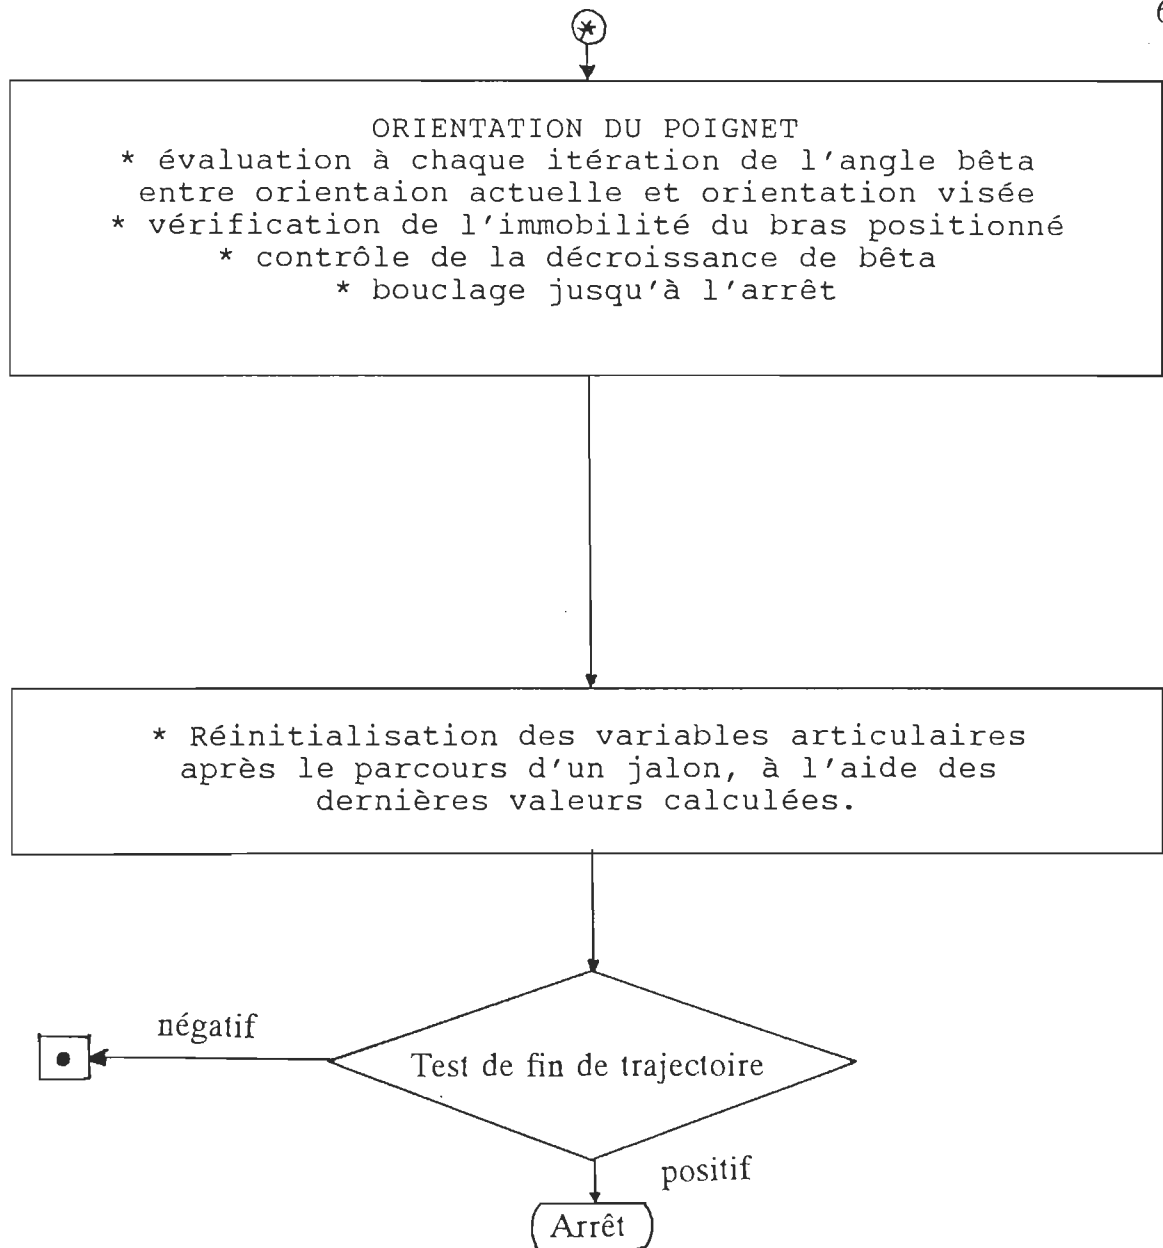 6
*
ORIENTATION DU POIGNET
* évaluation à chaque itération de l'angle bêta
entre orientaion actuelle et orientation visée
* vérification de l'immobilité du bras positionné
* contrôle de la décroissance de bêta
* bouclage jusqu'à l'arrêt
* Réinitialisation des variables articulaires
après le parcours d'un jalon, à l'aide des
dernières valeurs calculées.
négatif
Test de fin de trajectoire
positif
Arrêt